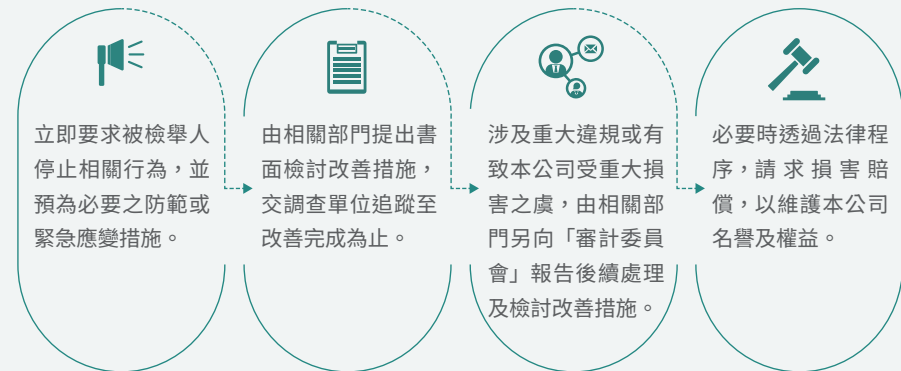 立即要求被檢舉人
停止相關行為，並
預為必要之防範或
緊急應變措施。
由相關部門提出書
面檢討改善措施，
交調查單位追蹤至
改善完成為止。
涉及重大違規或有
致本公司受重大損
害之虞，由相關部
門另向「審計委員
會」報告後續處理
及檢討改善措施。
必要時透過法律程
序，請求損害賠
償，以維護本公司
名譽及權益。